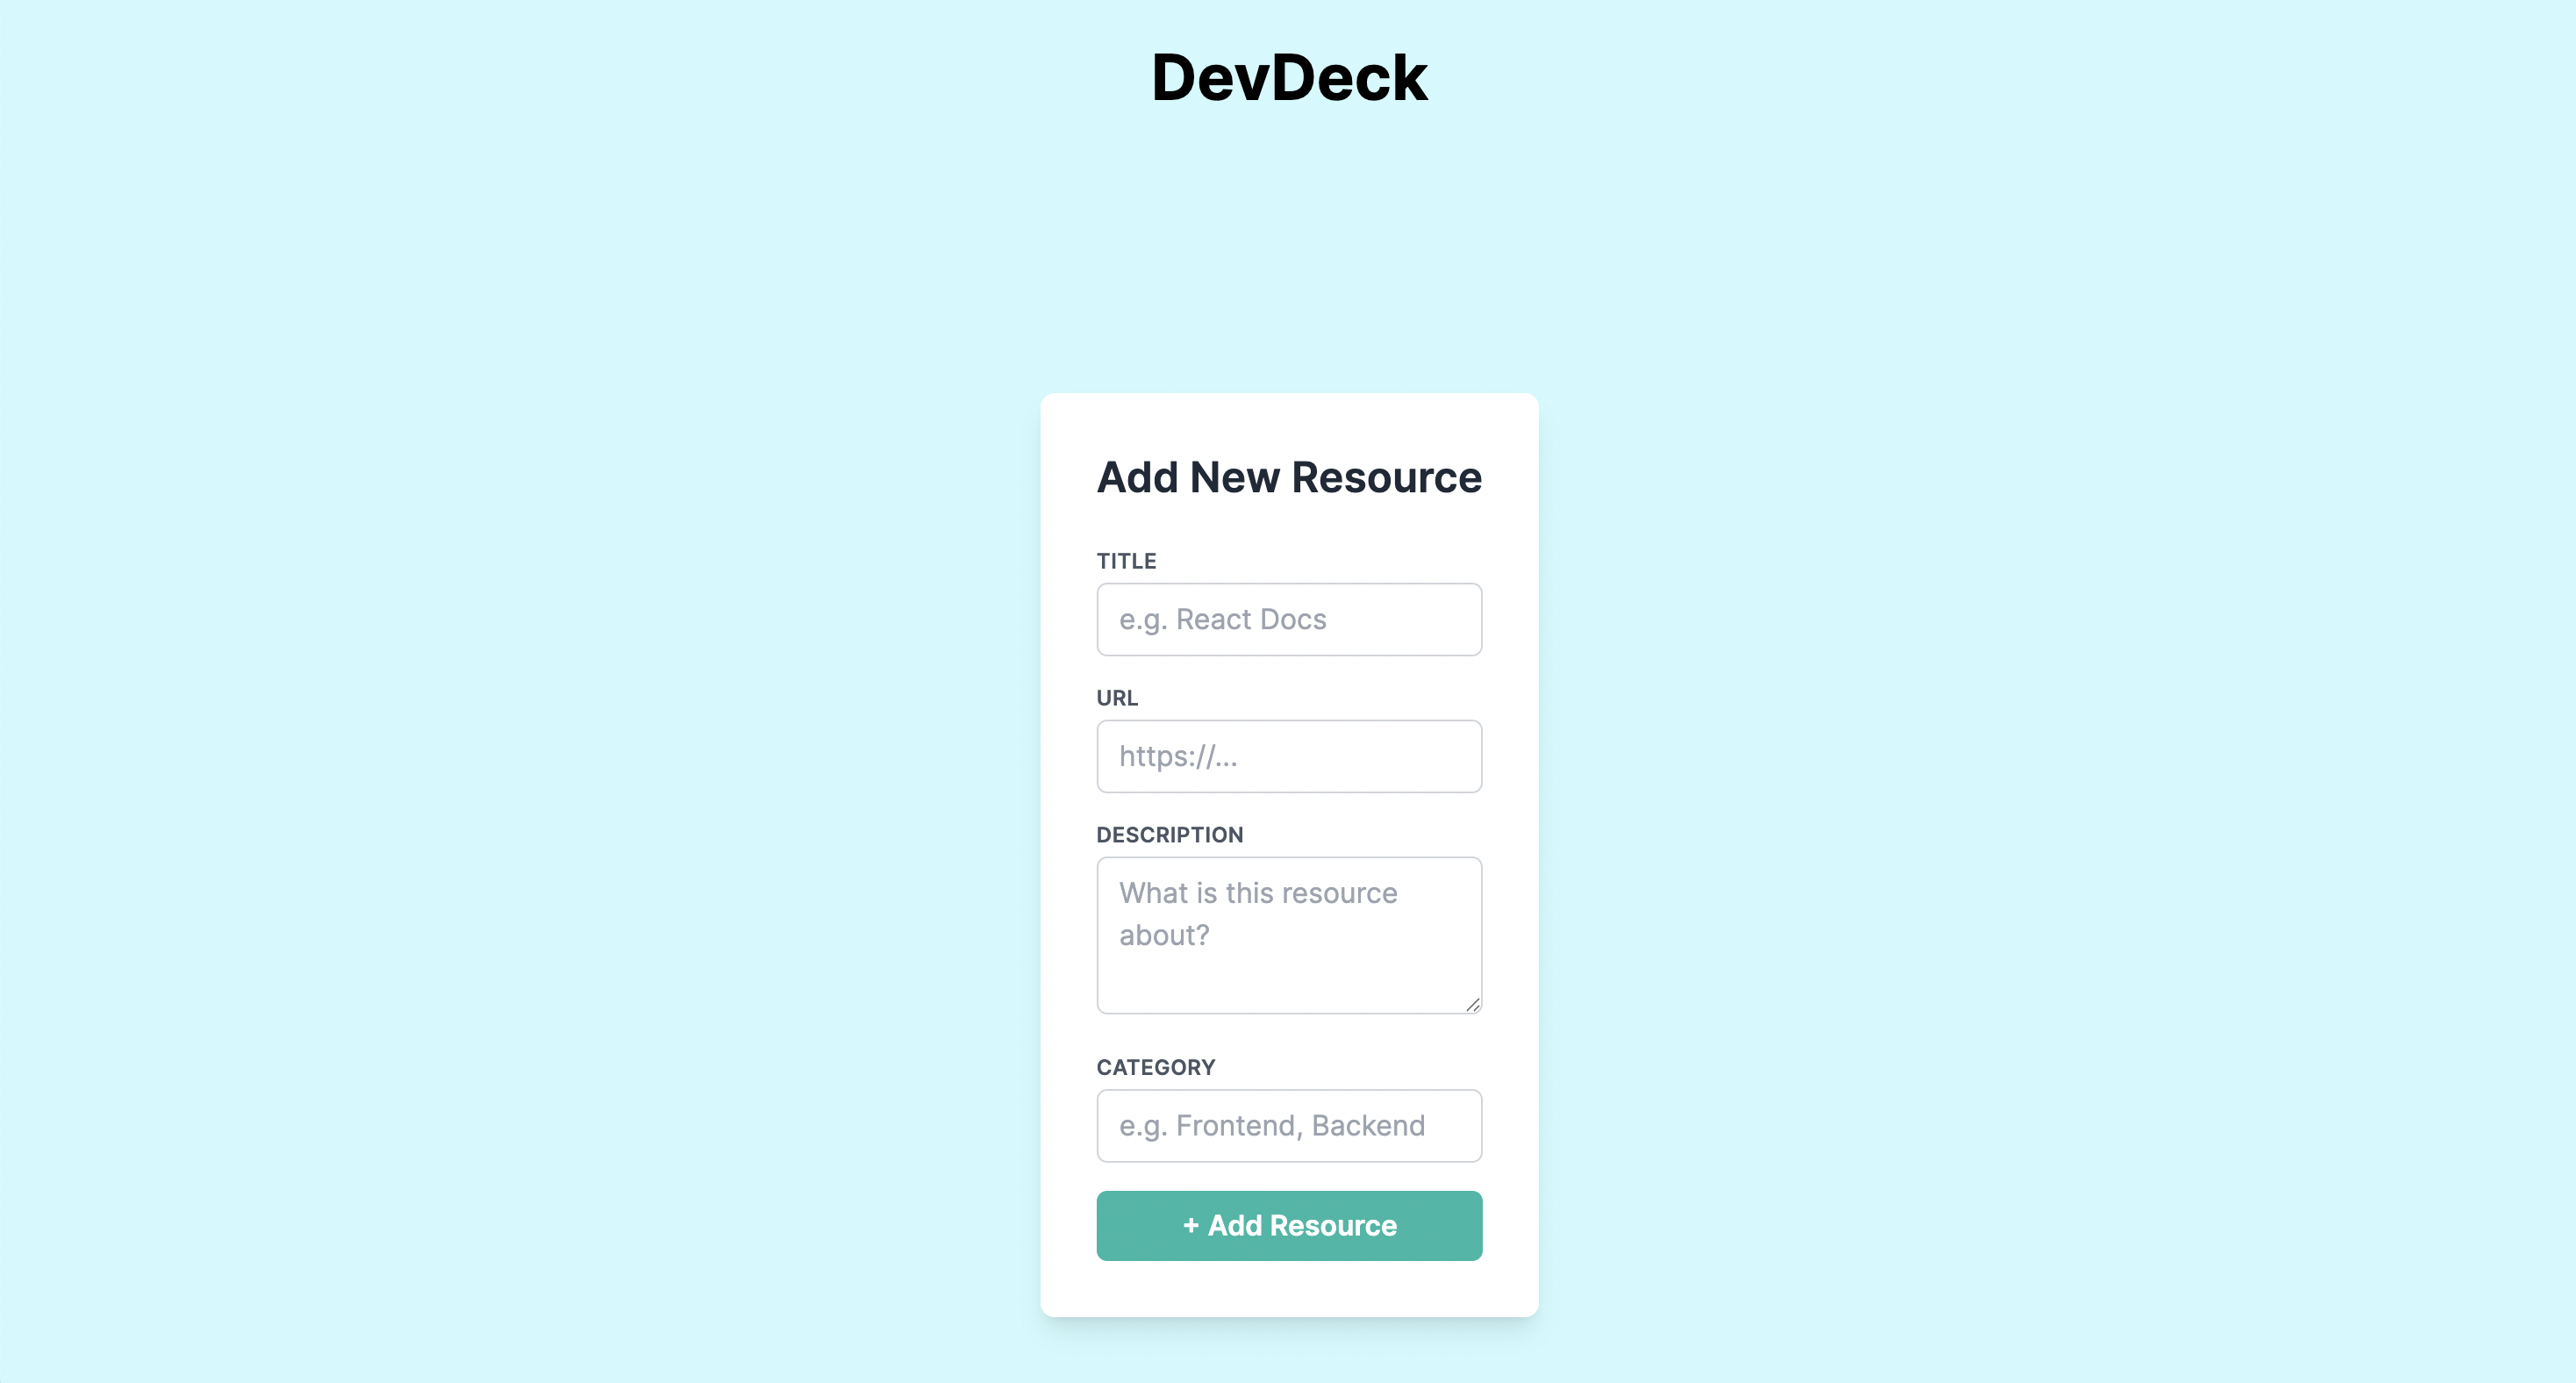 DevDeck
Add New Resource
TITLE
e.g. React Docs
URL
https://...
DESCRIPTION
What is this resource
about?
CATEGORY
e.g. Frontend, Backend
+ Add Resource